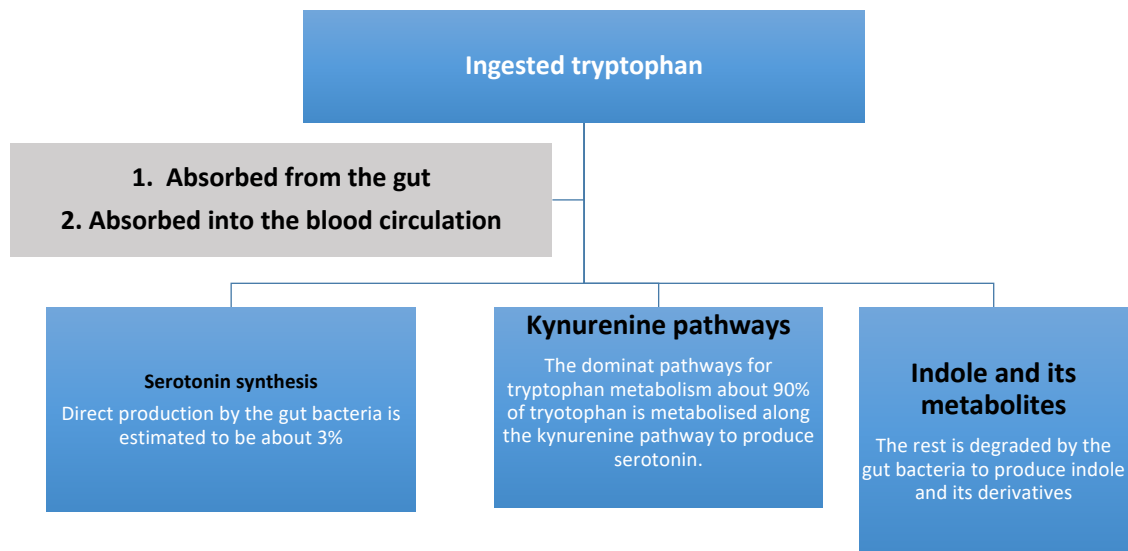 Ingested tryptophan
1. Absorbed from the gut
2. Absorbed into the blood circulation
Serotonin synthesis
Direct production by the gut bacteria is
estimated to be about 3%
Kynurenine pathways
The dominat pathways for
tryptophan metabolism about 90%
of tryotophan is metabolised along
the kynurenine pathway to produce
serotonin.
Indole and its
metabolites
The rest is degraded by the
gut bacteria to produce indole
and its derivatives